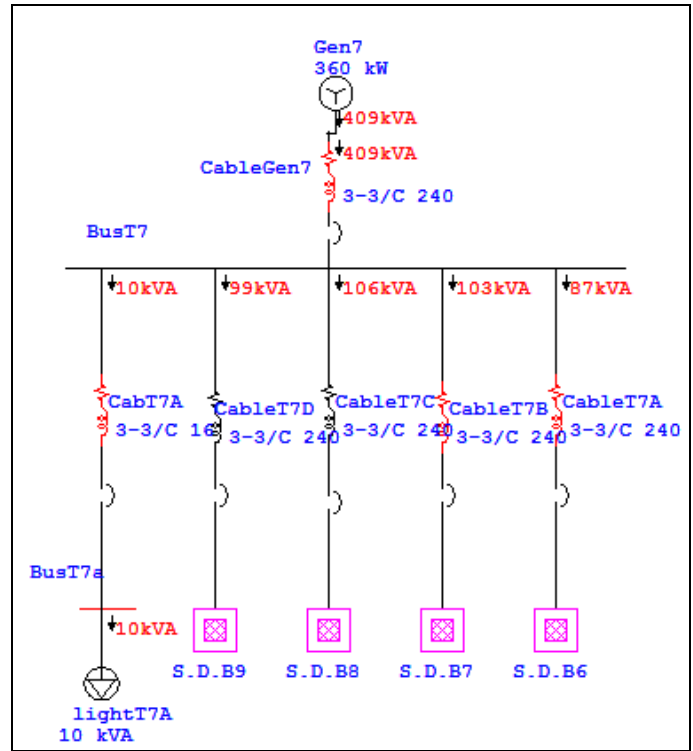 Gen7
360 kW
409kVA
409kVA
CableGen7
3-3/C 240
BusT7
10kVA
99kVA
106kVA
103kVA
87kVA
CabT7A
CableT7D
CableT7C
CableT7B
CableT7A
3-3/C 16
3-3/C 240
3-3/C 240
3-3/C 240
3-3/C 240
BusT7a
10kVA
S.D.B9
S.D.B8
S.D.B7
S.D.B6
lightT7A
10 kVA